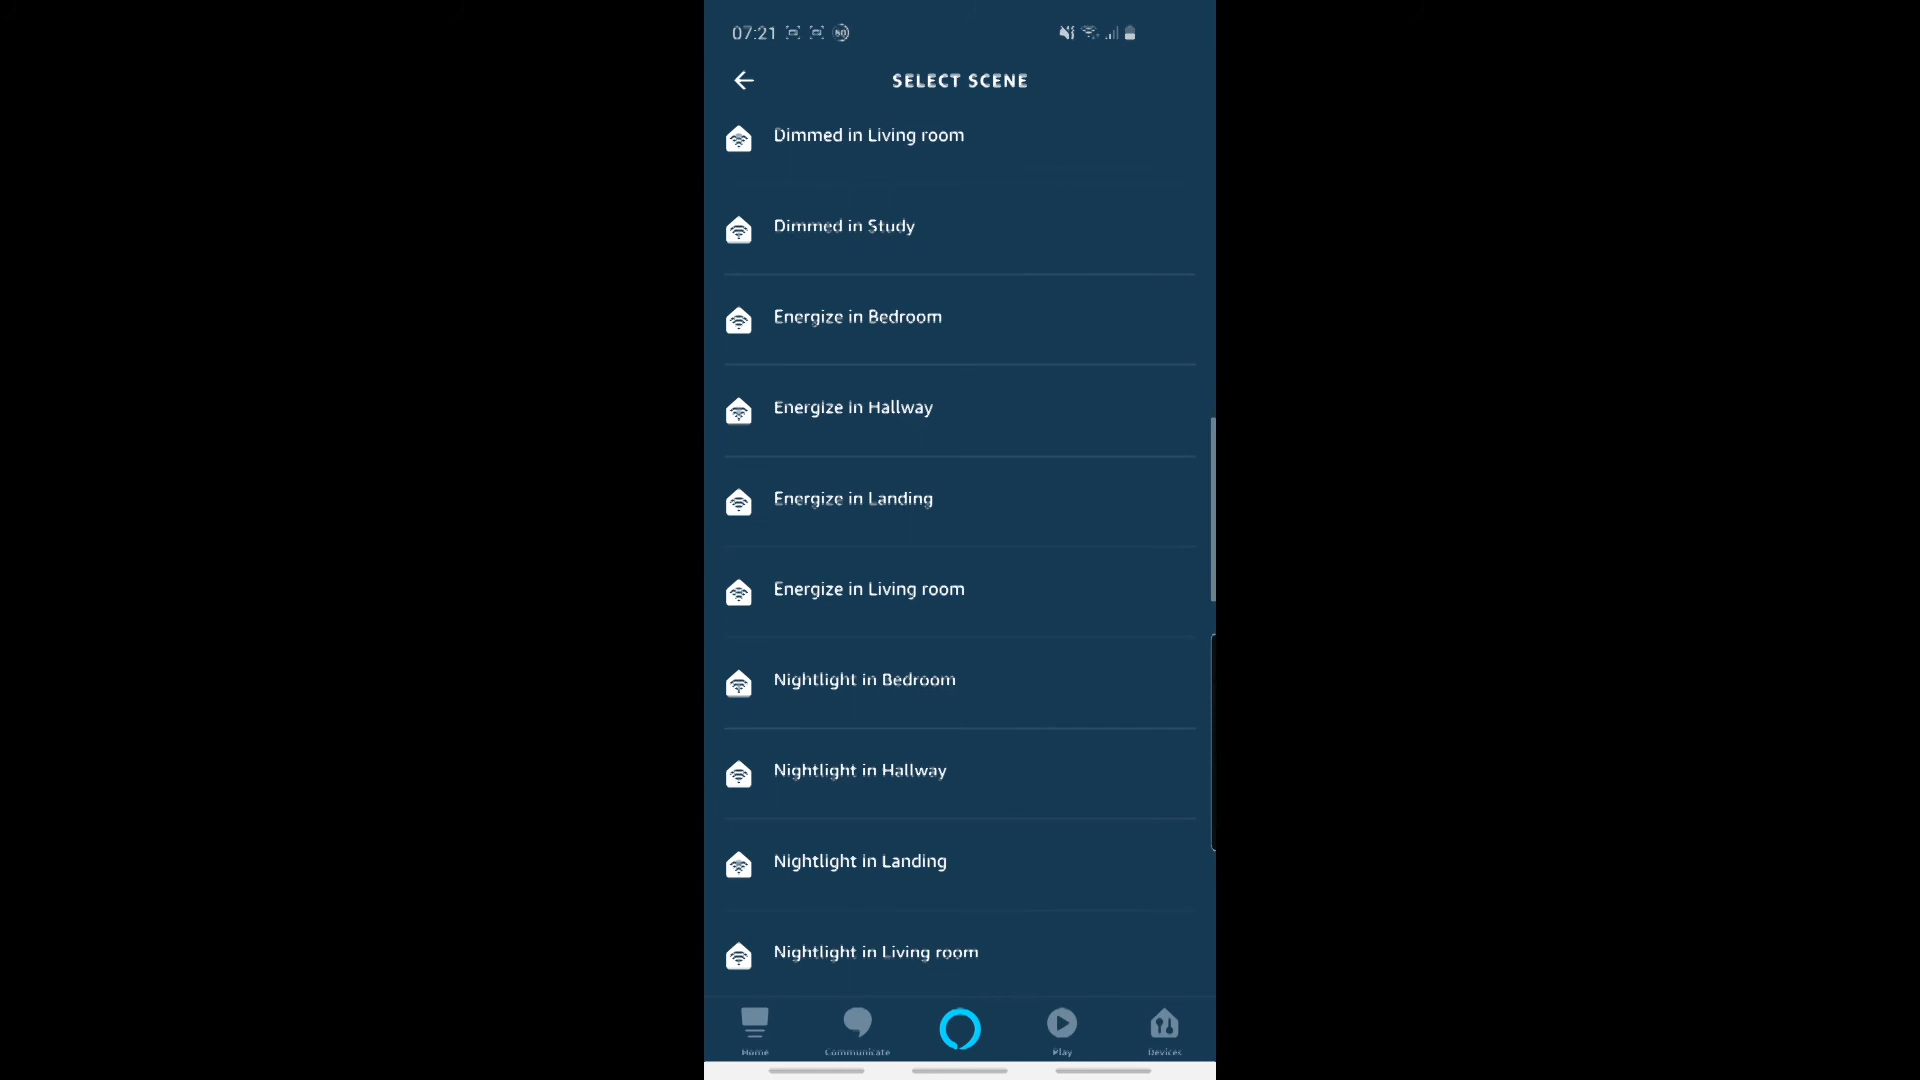 07:21
SELECT SCENE
Dimmed in Living room
Dimmed in Study
Energize in Bedroom
Energize in Hallway
Energize in Landing
Energize in Living room
Nightlight in Bedroom
Nightlight in Hallway
Nightlight in Landing
Nightlight in Living room
Home Communicate Play Devices